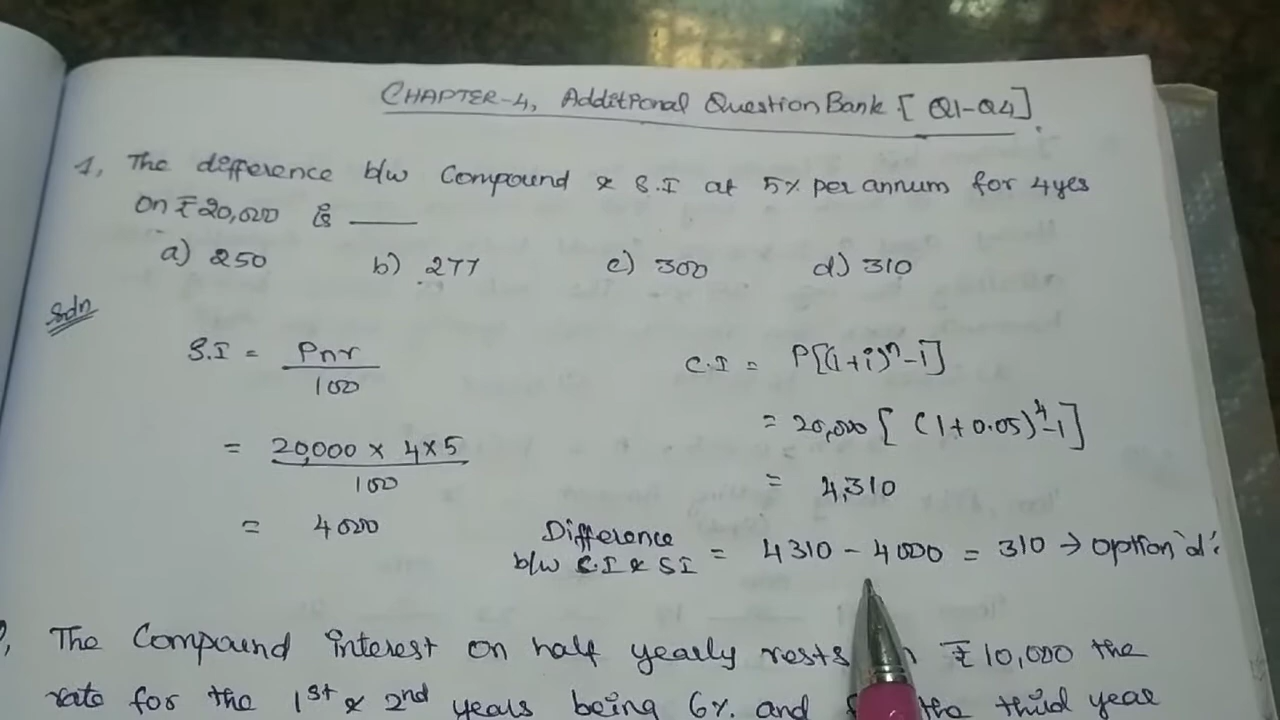 CHAPTER-4, Additional Question Bank [Q1-Q4].
1, The difference b/w Compound & S.I at 5% per annum for 4yes
on ₹20,000 is ____
a) 250 b) 277 c) 300 d) 310
Soln
S.I = Pnr/100
= 20,000 x 4x5/100
= 4000
C.I = P[(1+i)^n-1]
= 20,000 [(1+0.05)^4-1]
= 4,310
Difference
b/w C.I & SI = 4310 - 4000 = 310 → option 'd'.
The Compound interest on half yearly rests ₹10,000 the
rate for the 1st & 2nd years being 6% and the third year